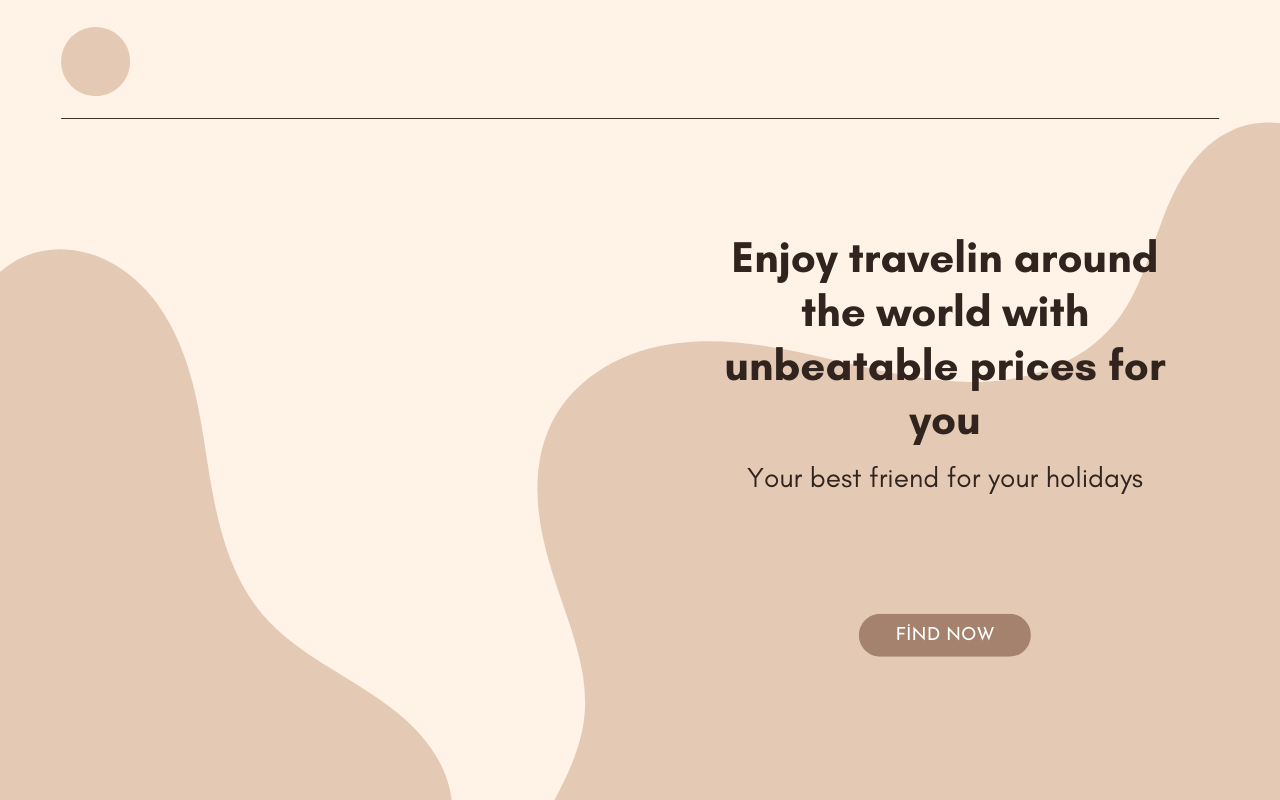 Enjoy travelin around
the world with
unbeatable prices for
you
Your best friend for your holidays
FİND NOW